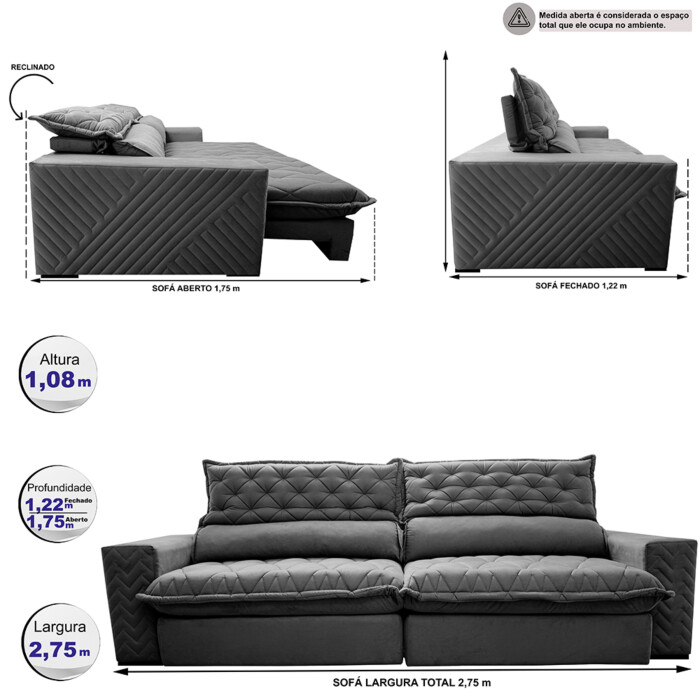 Medida aberta é considerada o espaço
total que ele ocupa no ambiente.
RECLINADO
SOFÁ ABERTO 1,75 m
SOFÁ FECHADO 1,22 m
Altura
1,08 m
Profundidade
1,22 m Fechado
1,75 m Aberto
Largura
2,75 m
SOFÁ LARGURA TOTAL 2,75 m